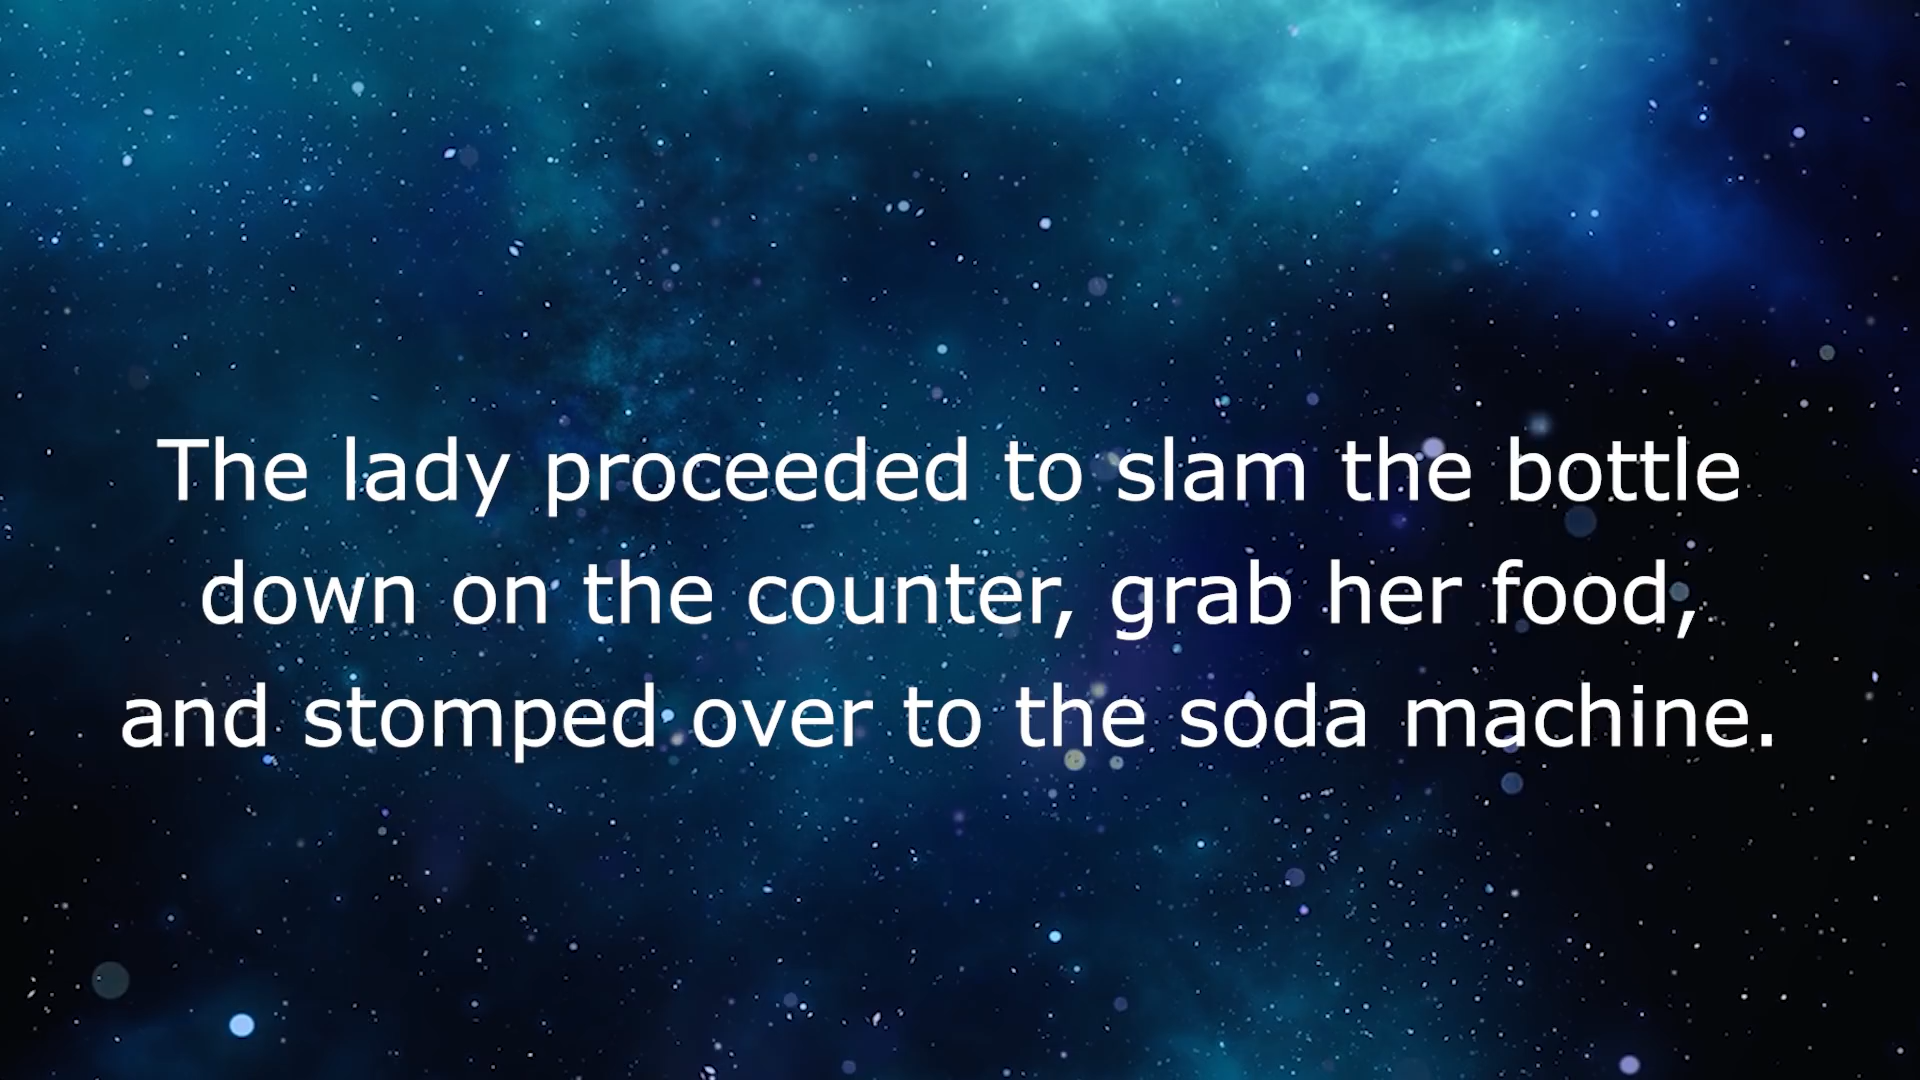 The lady proceeded to slam the bottle
down on the counter, grab her food,
and stomped over to the soda machine.